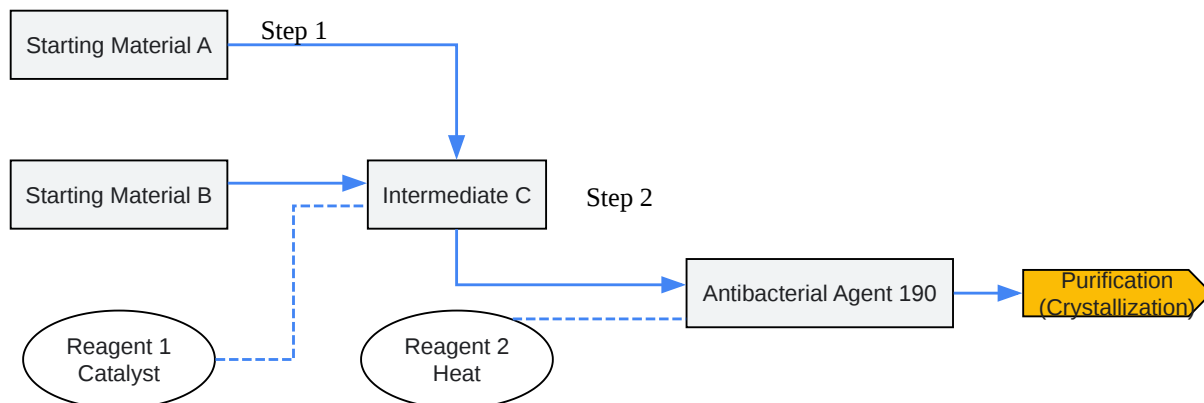 Starting Material A
Step 1
Starting Material B
Intermediate C
Step 2
Antibacterial Agent 190
Purification
(Crystallization)
Reagent 1
Catalyst
Reagent 2
Heat